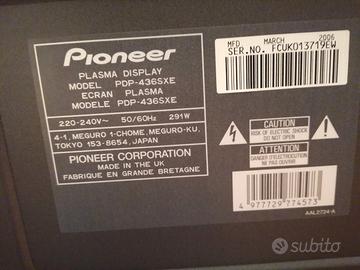 Pioneer
PLASMA DISPLAY
MODEL PDP-436SXE
ECRAN PLASMA
MODELE PDP-436SXE
220-240V~ 50/60Hz 291W
4-1, MEGURO 1-CHOME, MEGURO-KU,
TOKYO 153-8654, JAPAN
PIONEER CORPORATION
MADE IN THE UK
FABRIQUE EN GRANDE BRETAGNE
MFD MARCH 2006
SER.NO. FCUK013719EW
CAUTION
RISK OF ELECTRIC SHOCK
DO NOT OPEN
ATTENTION
DANGER D'ELECTROCUTION
NE PAS OUVRIR
4 977729 774573
AAL2724-A
subito